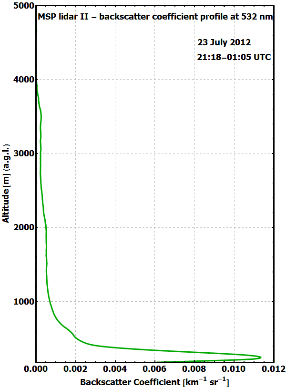 5000
MSP lidar II − backscatter coefficient profile at 532 nm
23 July 2012
21:18−01:05 UTC
4000
3000
2000
1000
Altitude [m] (a.g.l.)
0.000 0.002 0.004 0.006 0.008 0.010 0.012
Backscatter Coefficient [km⁻¹ sr⁻¹]